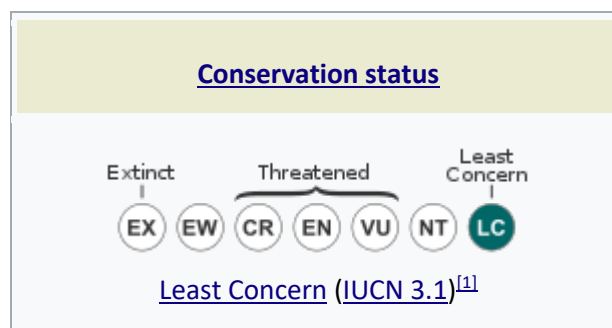 Conservation status
Extinct Threatened Least Concern
EX EW CR EN VU NT LC
Least Concern (IUCN 3.1)[1]